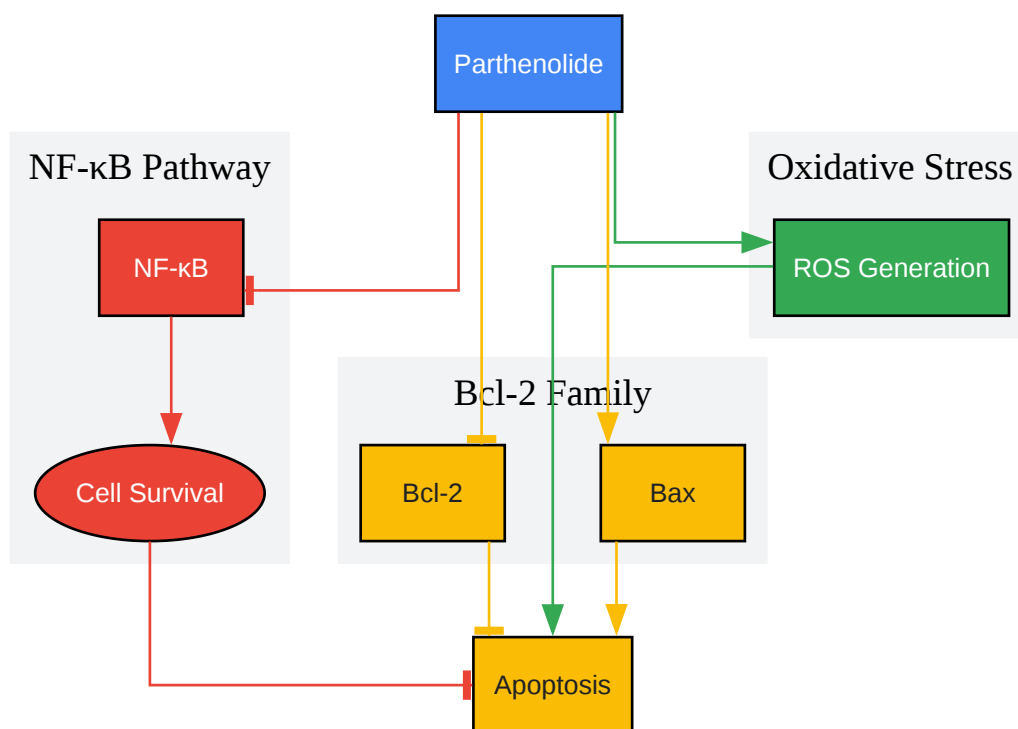 Parthenolide
NF-κB Pathway
Oxidative Stress
NF-κB
ROS Generation
Bcl-2 Family
Cell Survival
Bcl-2
Bax
Apoptosis